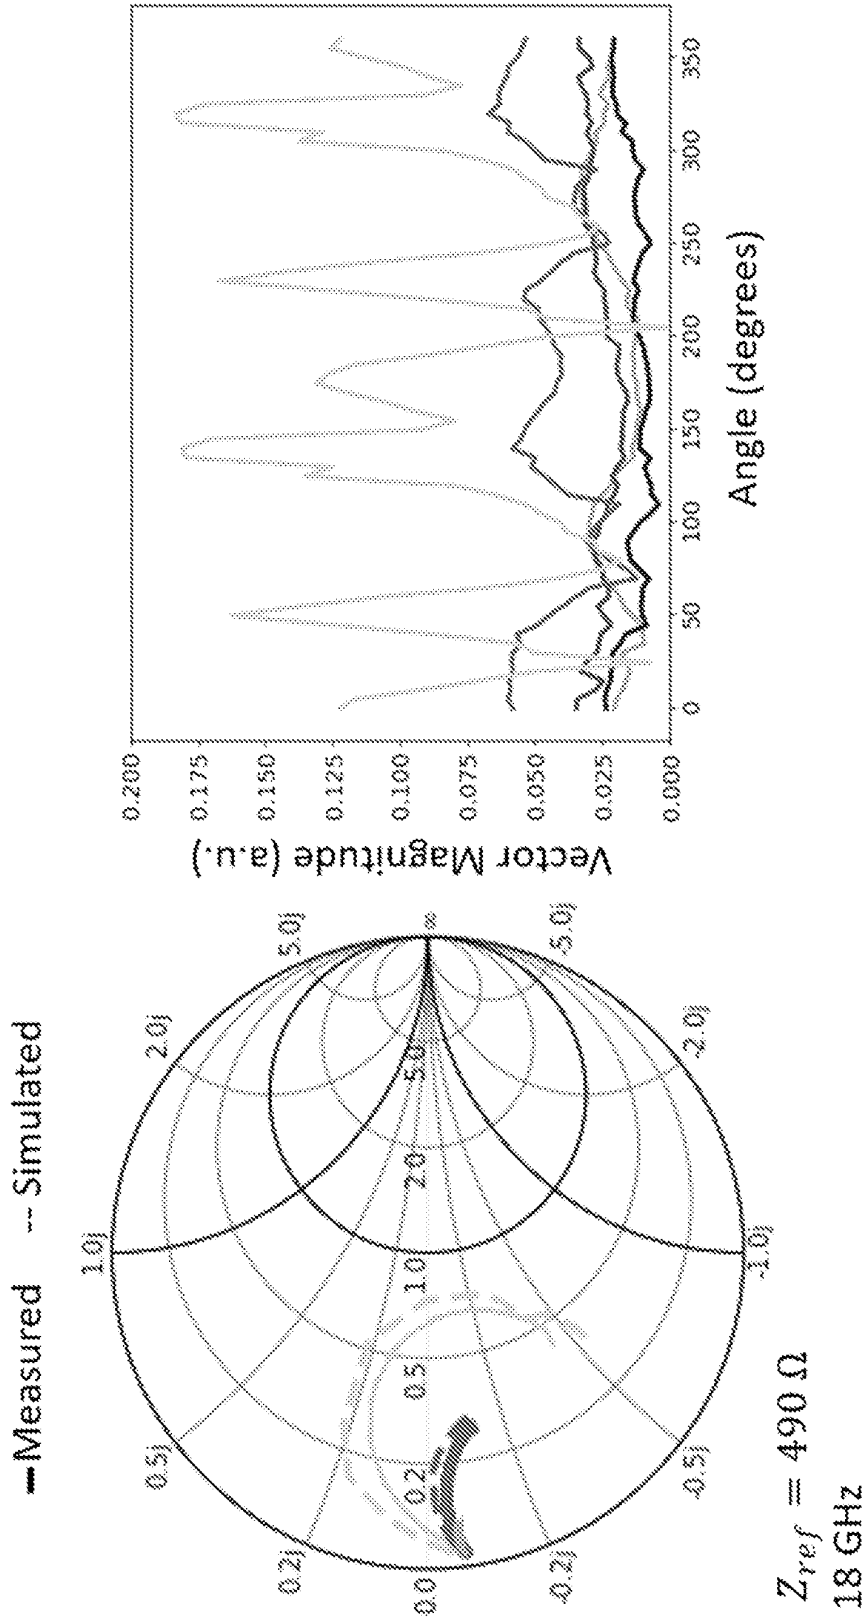 ━ Measured -- Simulated
1.0j
0.5j
2.0j
0.2j
5.0j
0.0
0.2
0.5
1.0
2.0
5.0
∞
-0.2j
-5.0j
-0.5j
-2.0j
-1.0j
Z_ref = 490 Ω
18 GHz
Vector Magnitude (a.u.)
0.200
0.175
0.150
0.125
0.100
0.075
0.050
0.025
0.000
0
50
100
150
200
250
300
350
Angle (degrees)